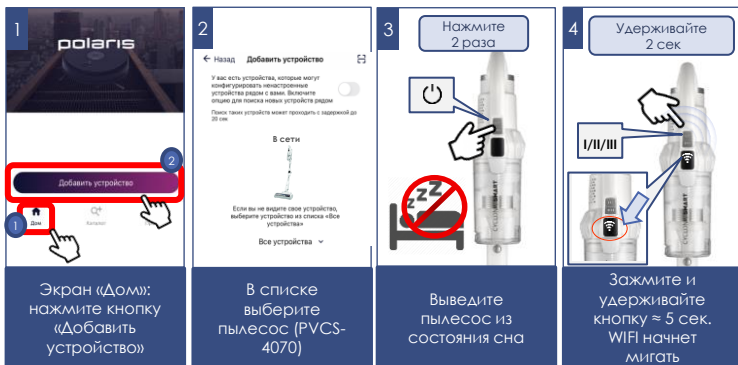 1
polaris
2
Добавить устройство
1
Дом
Каталог
Экран «Дом»:
нажмите кнопку
«Добавить
устройство»
2
← Назад Добавить устройство
У вас есть устройства, которые могут
конфигурировать ненастроенные
устройства рядом с вами. Включите
опцию для поиска новых устройств рядом
Поиск таких устройств может проходить с задержкой до
20 сек
В сети
Если вы не видите свое устройство,
выберите устройство из списка «Все
устройства»
Все устройства
В списке
выберите
пылесос (PVCS-
4070)
3
Нажмите
2 раза
zZZ
CYCLONSMART
Выведите
пылесос из
состояния сна
4
Удерживайте
2 сек
I/II/III
CYCLONSMART
Зажмите и
удерживайте
кнопку ≈ 5 сек.
WIFI начнет
мигать